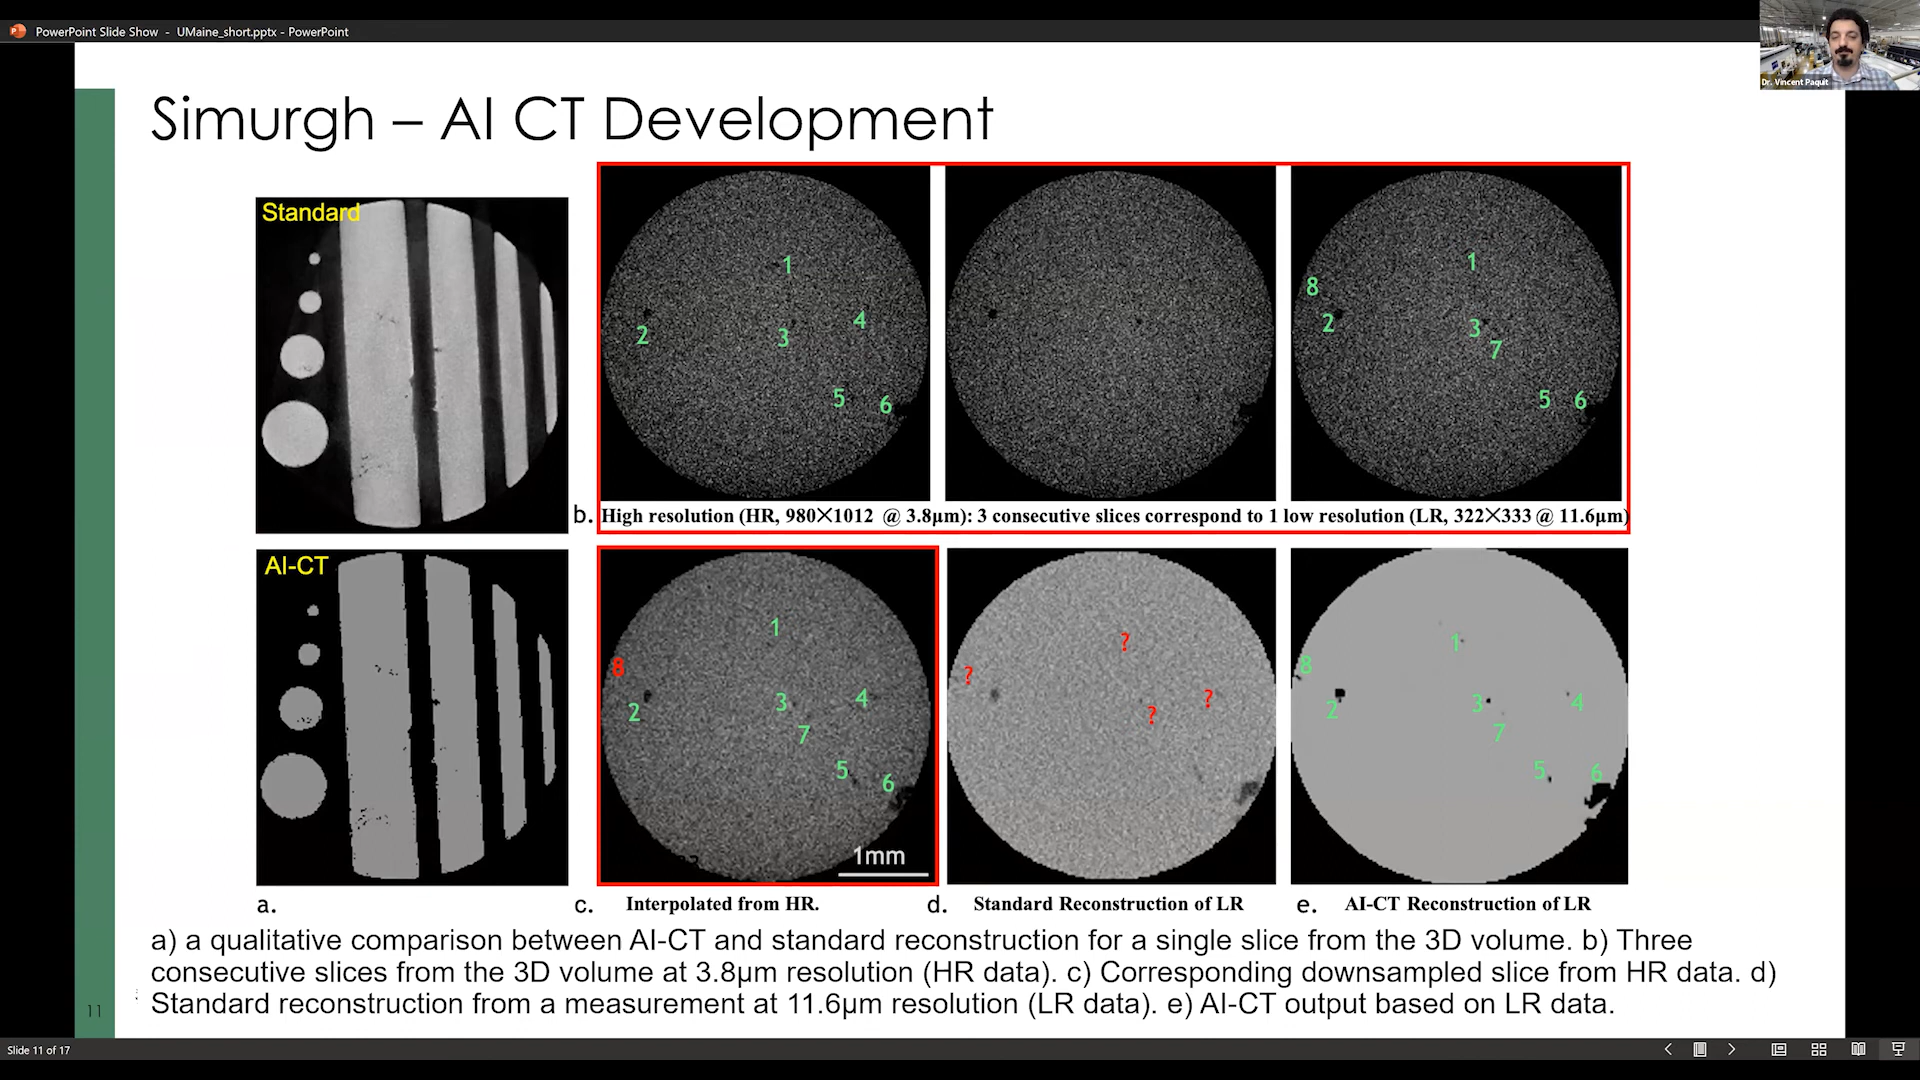 PowerPoint Slide Show - UMaine_short.pptx - PowerPoint
Dr. Vincent Paquit
Simurgh – AI CT Development
Standard
1
2
3
4
5
6
1
8
2
3
7
5
6
b. High resolution (HR, 980×1012 @ 3.8µm): 3 consecutive slices correspond to 1 low resolution (LR, 322×333 @ 11.6µm)
AI-CT
1
8
2
3
4
7
5
6
1mm
?
?
?
?
1
8
2
3
4
7
5
6
a.
c. Interpolated from HR.
d. Standard Reconstruction of LR
e. AI-CT Reconstruction of LR
a) a qualitative comparison between AI-CT and standard reconstruction for a single slice from the 3D volume. b) Three
consecutive slices from the 3D volume at 3.8µm resolution (HR data). c) Corresponding downsampled slice from HR data. d)
Standard reconstruction from a measurement at 11.6µm resolution (LR data). e) AI-CT output based on LR data.
11
Slide 11 of 17